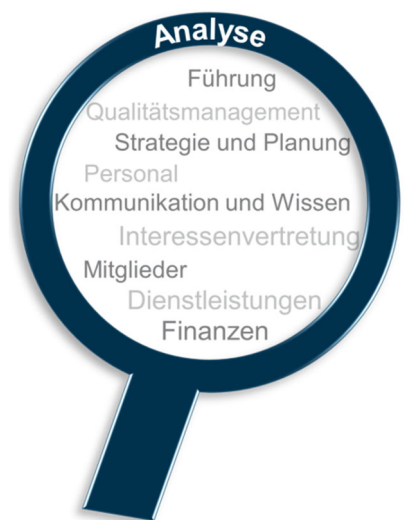 Analyse
Führung
Qualitätsmanagement
Strategie und Planung
Personal
Kommunikation und Wissen
Interessenvertretung
Mitglieder
Dienstleistungen
Finanzen